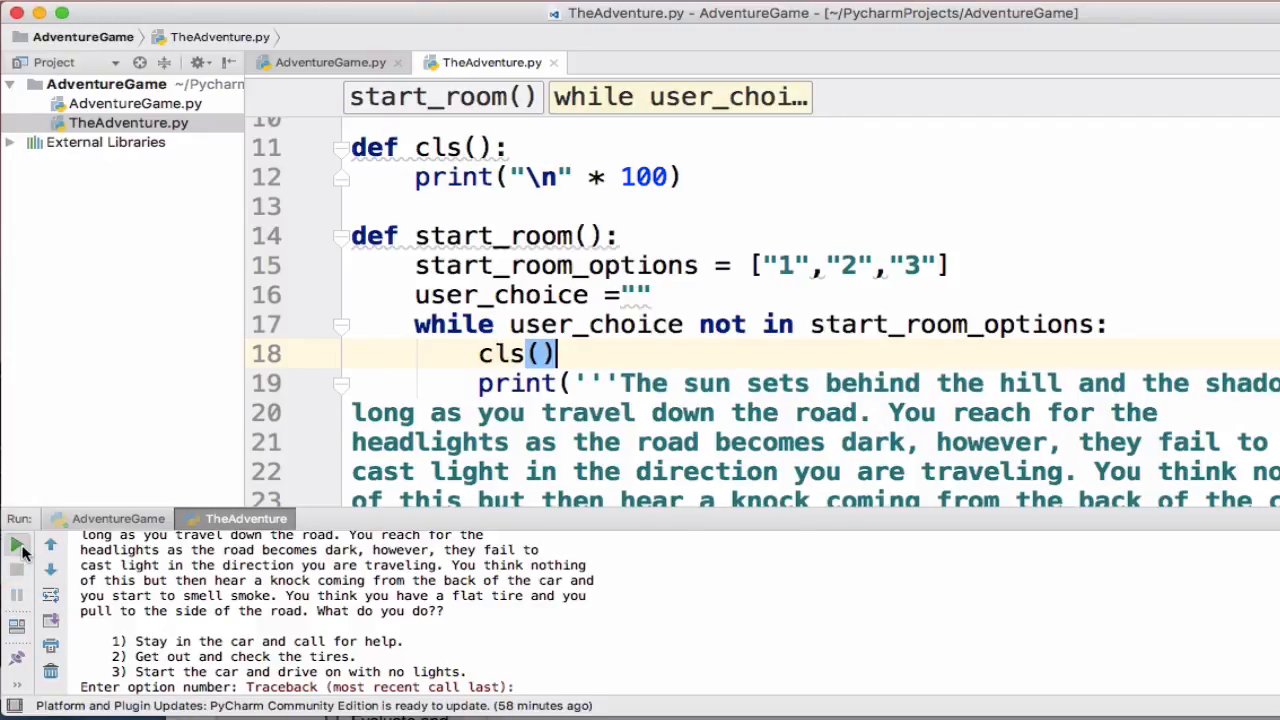 TheAdventure.py - AdventureGame - [~/PycharmProjects/AdventureGame]
AdventureGame TheAdventure.py
Project AdventureGame.py TheAdventure.py
AdventureGame ~/Pycharm
AdventureGame.py
TheAdventure.py
External Libraries
start_room() while user_choi...
10
11 def cls():
12 print("\n" * 100)
13
14 def start_room():
15 start_room_options = ["1","2","3"]
16 user_choice =""
17 while user_choice not in start_room_options:
18 cls()
19 print('''The sun sets behind the hill and the shado
20 long as you travel down the road. You reach for the
21 headlights as the road becomes dark, however, they fail to
22 cast light in the direction you are traveling. You think no
23 of this but then hear a knock coming from the back of the c
Run: AdventureGame TheAdventure
long as you travel down the road. You reach for the
headlights as the road becomes dark, however, they fail to
cast light in the direction you are traveling. You think nothing
of this but then hear a knock coming from the back of the car and
you start to smell smoke. You think you have a flat tire and you
pull to the side of the road. What do you do??
1) Stay in the car and call for help.
2) Get out and check the tires.
3) Start the car and drive on with no lights.
Enter option number: Traceback (most recent call last):
Platform and Plugin Updates: PyCharm Community Edition is ready to update. (58 minutes ago)